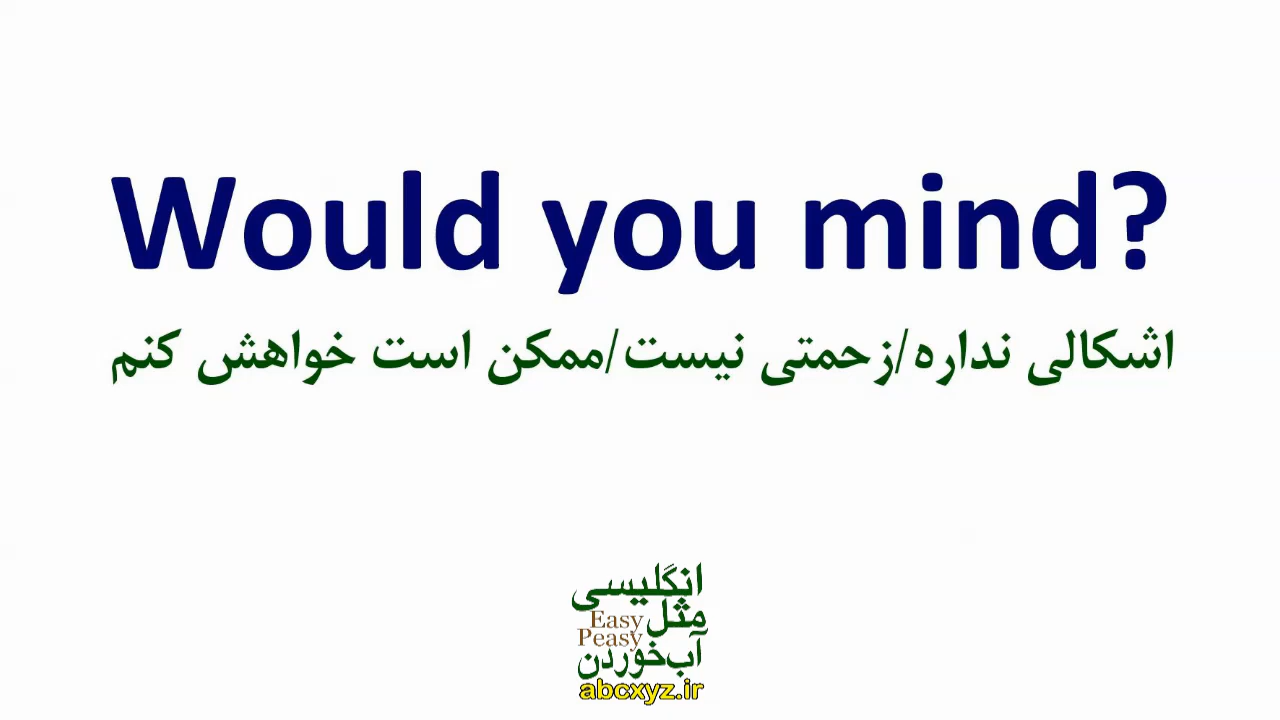 Would you mind?
اشکالی نداره/زحمتی نیست/ممکن است خواهش کنم
انگلیسی
مثل Easy
Peasy
آب‌خوردن
abcxyz.ir